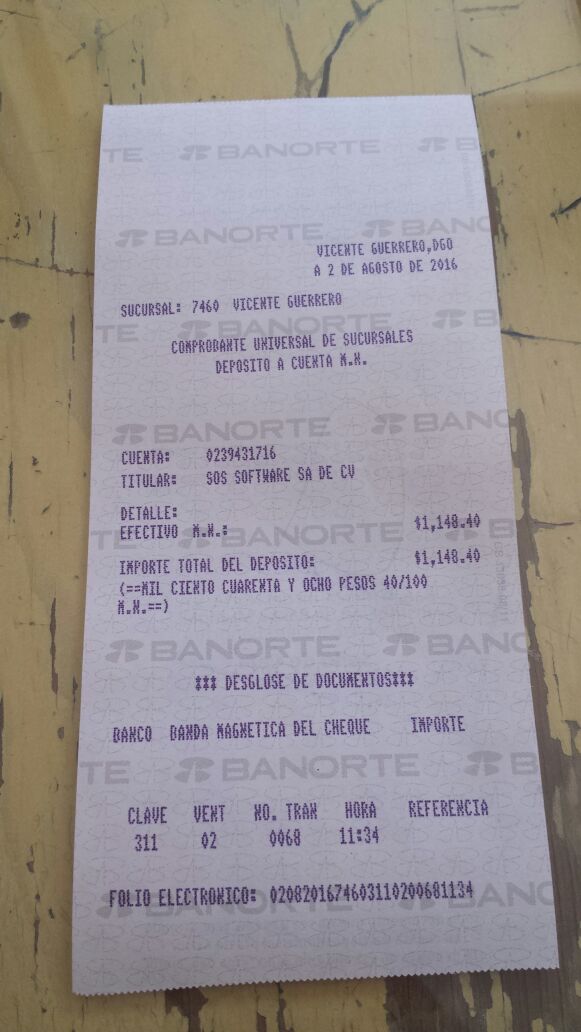 BANORTE
VICENTE GUERRERO,DGO
A 2 DE AGOSTO DE 2016
SUCURSAL: 7460 VICENTE GUERRERO
COMPROBANTE UNIVERSAL DE SUCURSALES
DEPOSITO A CUENTA M.N.
CUENTA: 0239431716
TITULAR: SOS SOFTWARE SA DE CV
DETALLE:
EFECTIVO M.N.: $1,148.40
IMPORTE TOTAL DEL DEPOSITO: $1,148.40
(==MIL CIENTO CUARENTA Y OCHO PESOS 40/100
M.N.==)
*** DESGLOSE DE DOCUMENTOS***
BANCO BANDA MAGNETICA DEL CHEQUE IMPORTE
CLAVE VENT NO. TRAN HORA REFERENCIA
311 02 0068 11:34
FOLIO ELECTRONICO: 0208201674603110200681134